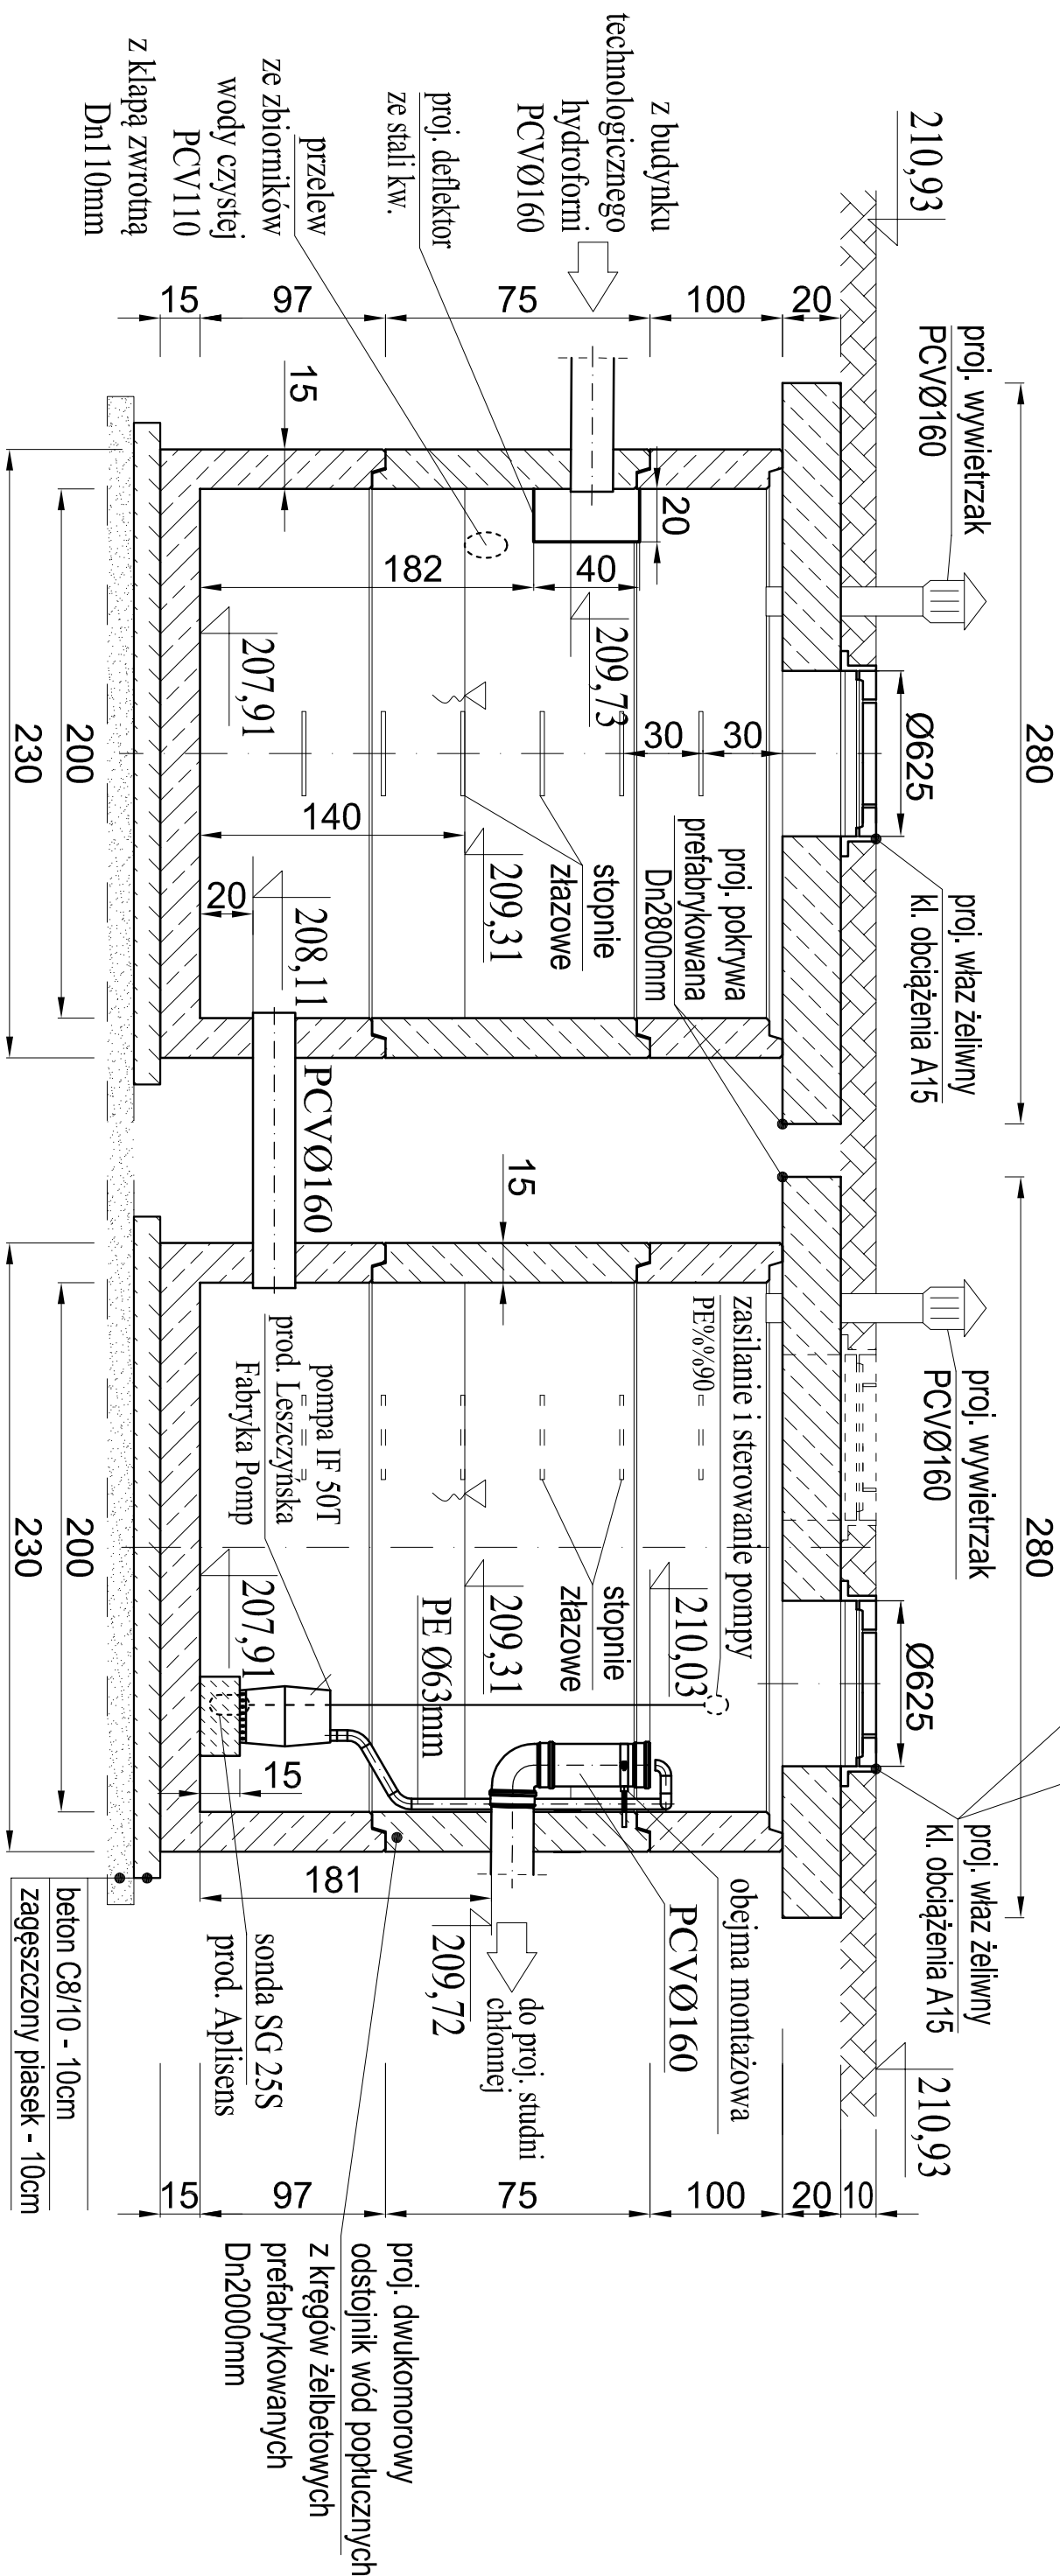 210,93
proj. wywietrzak
PCVØ160
280
Ø625
proj. właz żeliwny
kl. obciążenia A15
proj. wywietrzak
PCVØ160
280
Ø625
proj. właz żeliwny
kl. obciążenia A15
210,93
z budynku
technologicznego
hydroforni
PCVØ160
proj. deflektor
ze stali kw.
przelew
ze zbiorników
wody czystej
PCV110
z klapą zwrotną
Dn110mm
20
100
75
97
15
15
20
40
182
209,73
207,91
30
30
140
209,31
stopnie
złazowe
20
208,11
proj. pokrywa
prefabrykowana
Dn2800mm
200
230
PCVØ160
15
zasilanie i sterowanie pompy
PE%%90
pompa IF 50T
prod. Leszczyńska
Fabryka Pomp
stopnie
złazowe
210,03
209,31
PE Ø63mm
207,91
15
200
230
obejma montażowa
PCVØ160
do proj. studni
chłonnej
209,72
181
sonda SG 25S
prod. Aplisens
beton C8/10 - 10cm
zagęszczony piasek - 10cm
10
20
100
75
97
15
proj. dwukomorowy
odstojnik wód popłucznych
z kręgów żelbetowych
prefabrykowanych
Dn2000mm